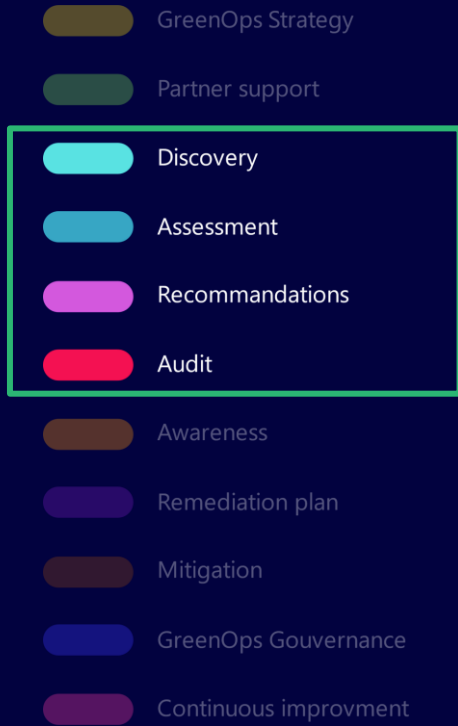 GreenOps Strategy
Partner support
Discovery
Assessment
Recommandations
Audit
Awareness
Remediation plan
Mitigation
GreenOps Gouvernance
Continuous improvment